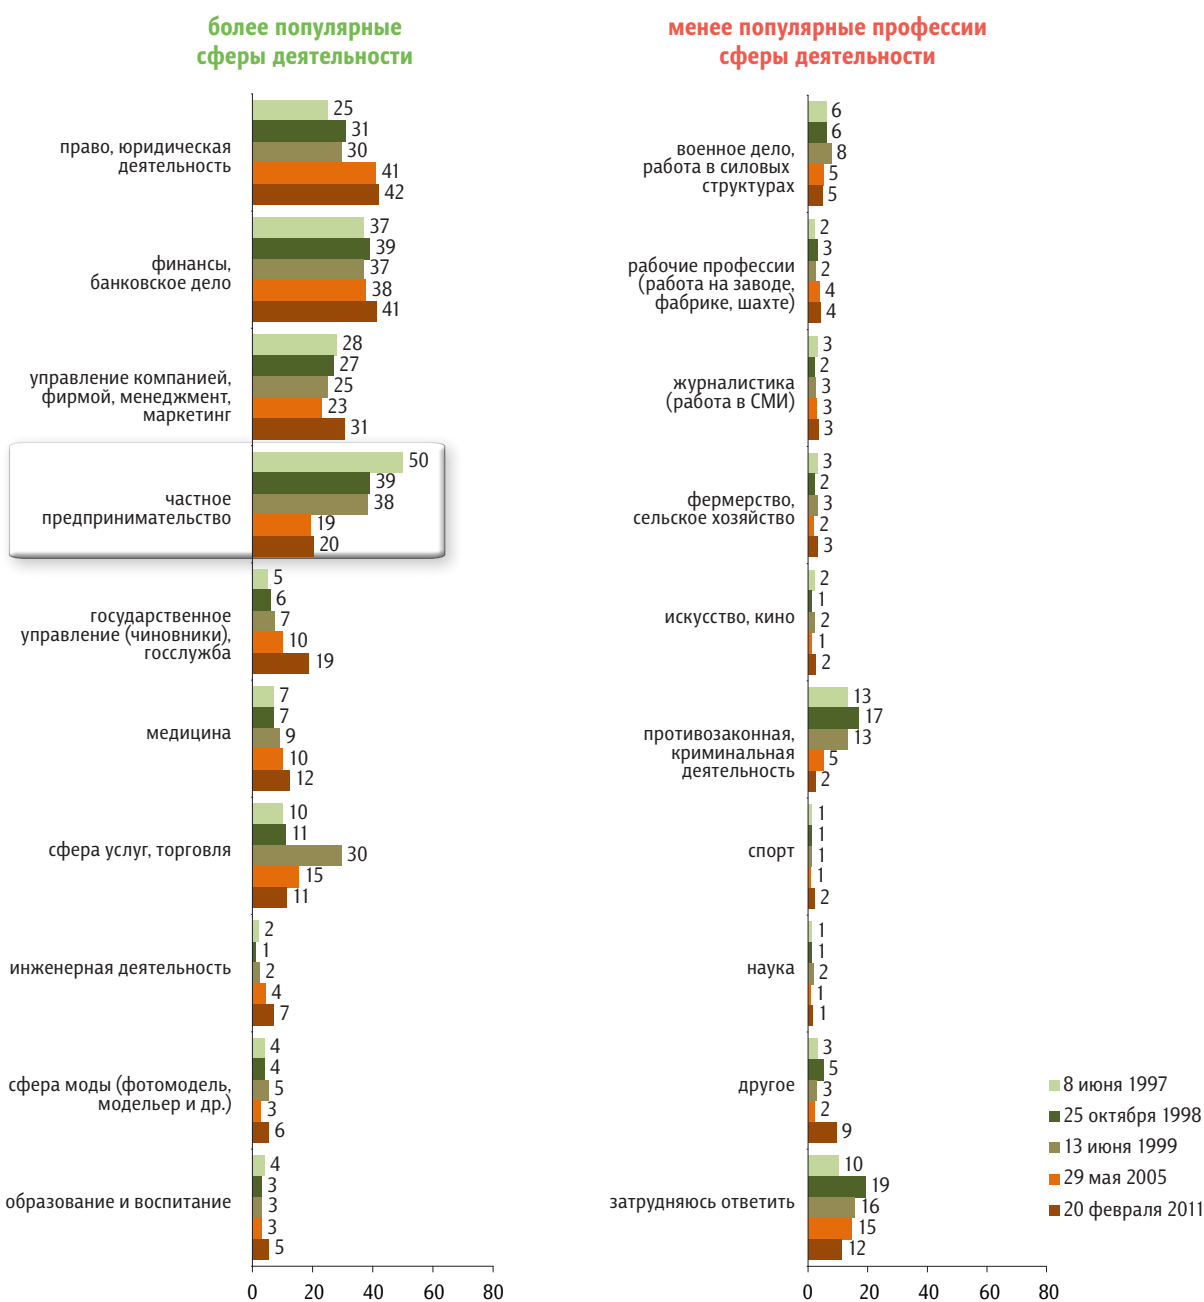 более популярные
сферы деятельности
право, юридическая
деятельность
25
31
30
41
42
финансы,
банковское дело
37
39
37
38
41
управление компанией,
фирмой, менеджмент,
маркетинг
28
27
25
23
31
частное
предпринимательство
50
39
38
19
20
государственное
управление (чиновники),
госслужба
5
6
7
10
19
медицина
7
7
9
10
12
сфера услуг, торговля
10
11
30
15
11
инженерная деятельность
2
1
2
4
7
сфера моды (фотомодель,
модельер и др.)
4
4
5
3
6
образование и воспитание
4
3
3
3
5
0 20 40 60 80
менее популярные профессии
сферы деятельности
военное дело,
работа в силовых
структурах
6
6
8
5
5
рабочие профессии
(работа на заводе,
фабрике, шахте)
2
3
2
4
4
журналистика
(работа в СМИ)
3
2
3
3
3
фермерство,
сельское хозяйство
3
2
3
2
3
искусство, кино
2
1
2
1
2
противозаконная,
криминальная
деятельность
13
17
13
5
2
спорт
1
1
1
1
2
наука
1
1
2
1
1
другое
3
5
3
2
9
затрудняюсь ответить
10
19
16
15
12
0 20 40 60 80
8 июня 1997
25 октября 1998
13 июня 1999
29 мая 2005
20 февраля 2011